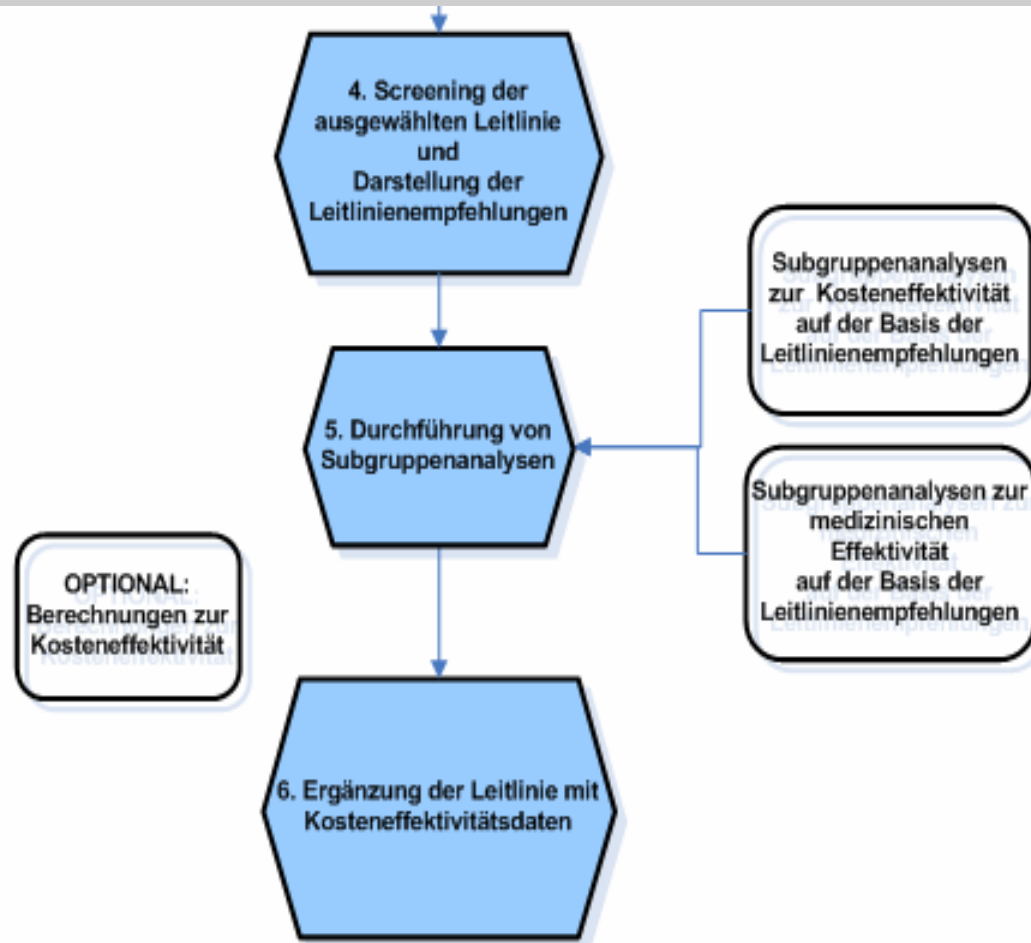 4. Screening der
ausgewählten Leitlinie
und
Darstellung der
Leitlinienempfehlungen
Subgruppenanalysen
zur Kosteneffektivität
auf der Basis der
Leitlinienempfehlungen
5. Durchführung von
Subgruppenanalysen
Subgruppenanalysen zur
medizinischen
Effektivität
auf der Basis der
Leitlinienempfehlungen
OPTIONAL:
Berechnungen zur
Kosteneffektivität
6. Ergänzung der Leitlinie mit
Kosteneffektivitätsdaten